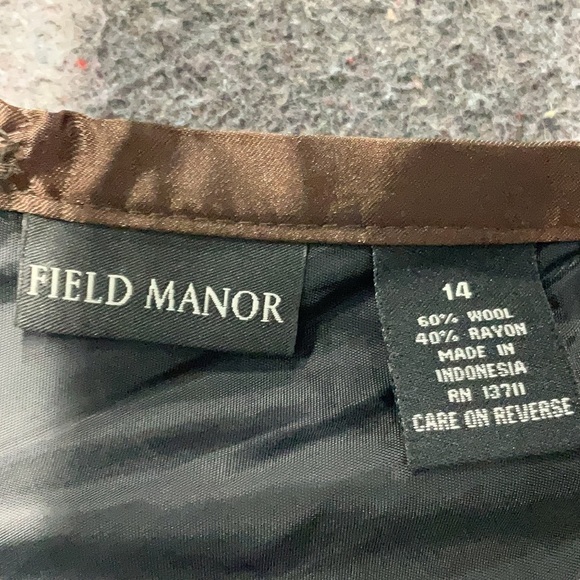 FIELD MANOR
14
60% WOOL
40% RAYON
MADE IN
INDONESIA
RN 13711
CARE ON REVERSE